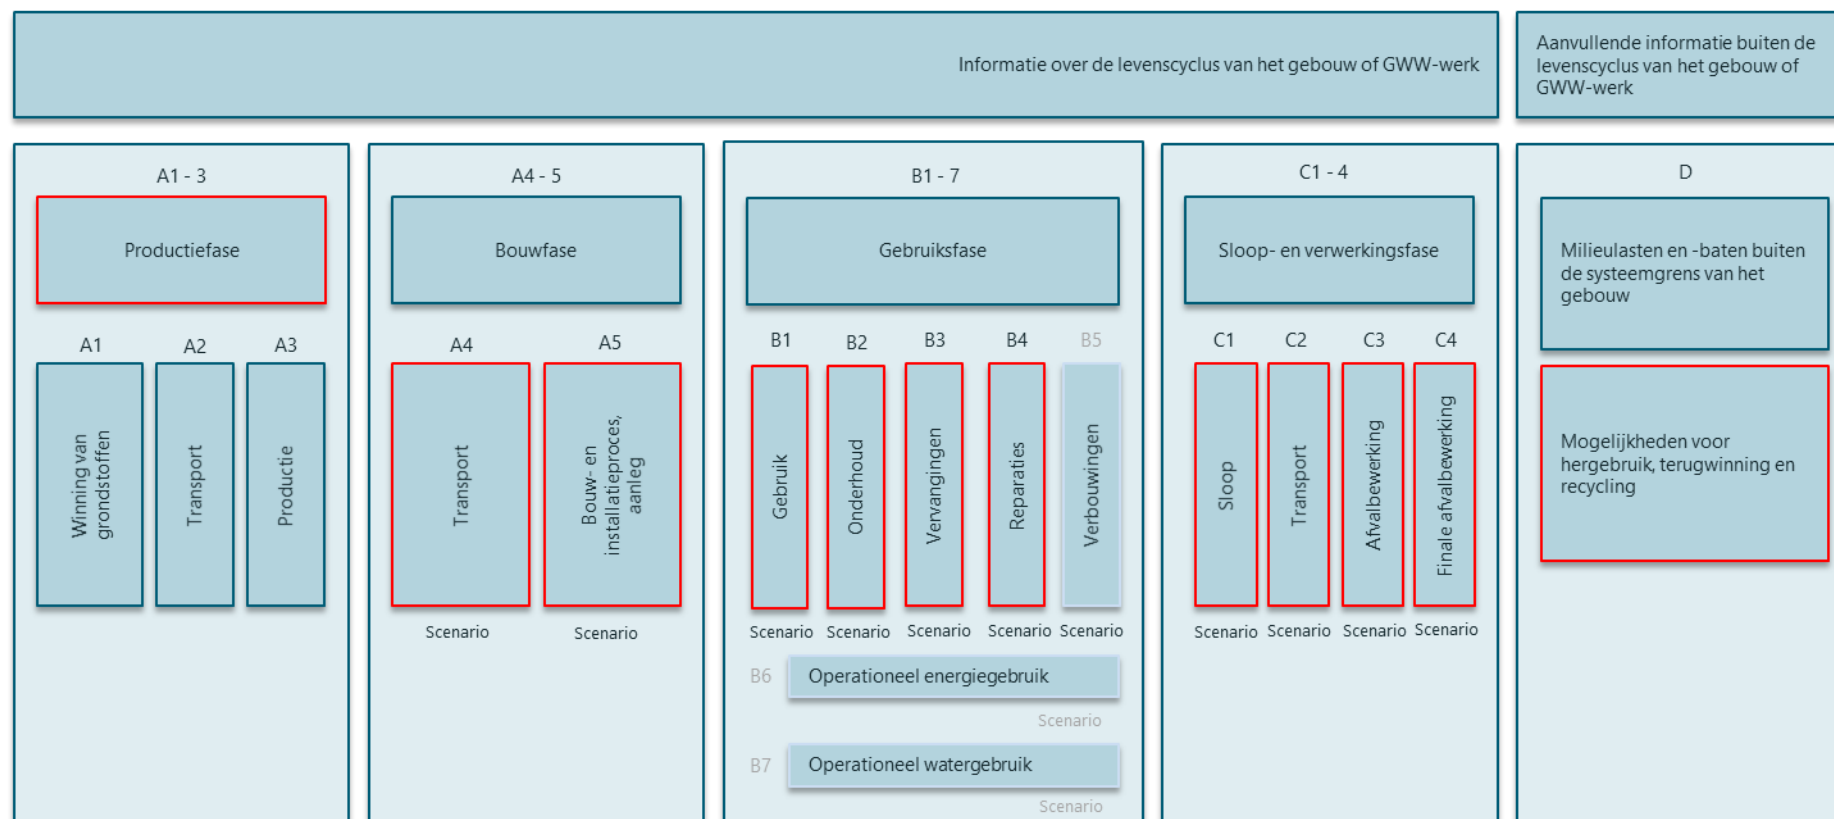 Informatie over de levenscyclus van het gebouw of GWW-werk
Aanvullende informatie buiten de
levenscyclus van het gebouw of
GWW-werk
A1 - 3
Productiefase
A1
A2
A3
Winning van
grondstoffen
Transport
Productie
A4 - 5
Bouwfase
A4
A5
Transport
Bouw- en
installatieproces,
aanleg
Scenario
Scenario
B1 - 7
Gebruiksfase
B1
B2
B3
B4
B5
Gebruik
Onderhoud
Vervangingen
Reparaties
Verbouwingen
Scenario
Scenario
Scenario
Scenario
Scenario
B6
Operationeel energiegebruik
Scenario
B7
Operationeel watergebruik
Scenario
C1 - 4
Sloop- en verwerkingsfase
C1
C2
C3
C4
Sloop
Transport
Afvalbewerking
Finale afvalbewerking
Scenario
Scenario
Scenario
Scenario
D
Milieulasten en -baten buiten
de systeemgrens van het
gebouw
Mogelijkheden voor
hergebruik, terugwinning en
recycling